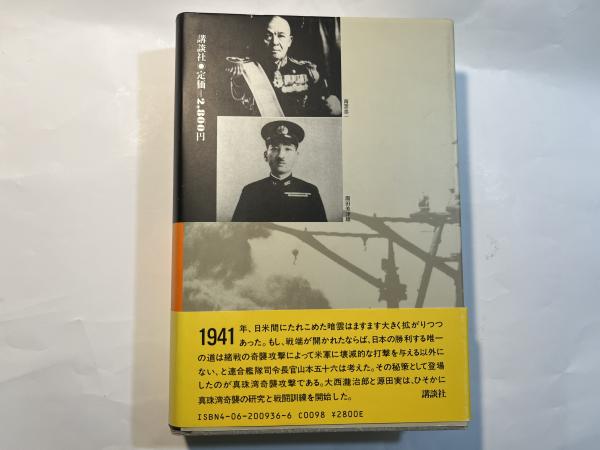 講談社●定価—2,800円
南雲忠一
淵田美津雄
1941年、日米間にたれこめた暗雲はますます大きく拡がりつつ
あった。もし、戦端が開かれたならば、日本の勝利する唯一
の道は緒戦の奇襲攻撃によって米軍に壊滅的な打撃を与える以外に
ない、と連合艦隊司令長官山本五十六は考えた。その秘策として登場
したのが真珠湾奇襲攻撃である。大西瀧治郎と源田実は、ひそかに
真珠湾奇襲の研究と戦闘訓練を開始した。
講談社
ISBN4-06-200936-6 C0098 ¥2800E